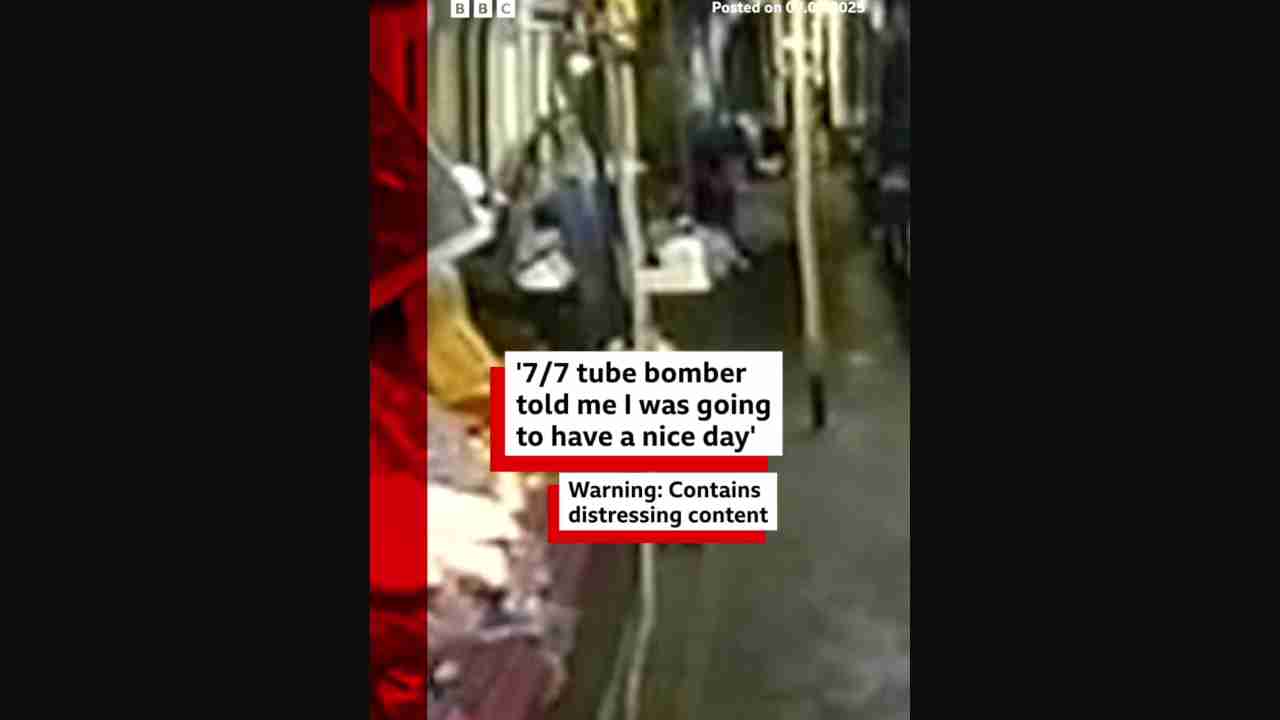 BBC
Posted on 2025
'7/7 tube bomber
told me I was going
to have a nice day'
Warning: Contains
distressing content